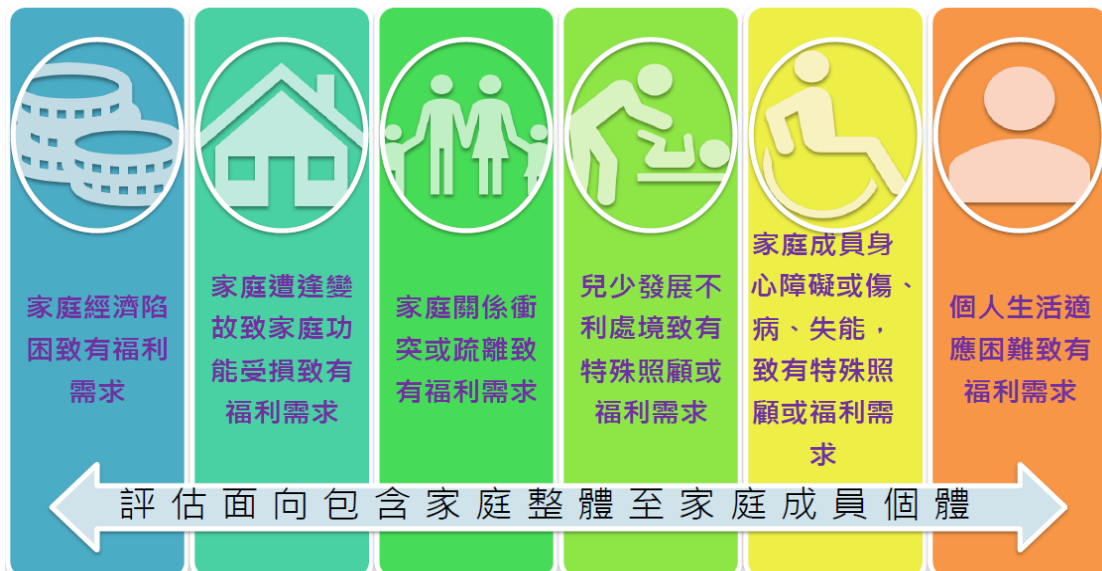 家庭經濟陷
困致有福利
需求
家庭遭逢變
故致家庭功
能受損致有
福利需求
家庭關係衝
突或疏離致
有福利需求
兒少發展不
利處境致有
特殊照顧或
福利需求
家庭成員身
心障礙或傷、
病、失能，
致有特殊照
顧或福利需
求
個人生活適
應困難致有
福利需求
評估面向包含家庭整體至家庭成員個體